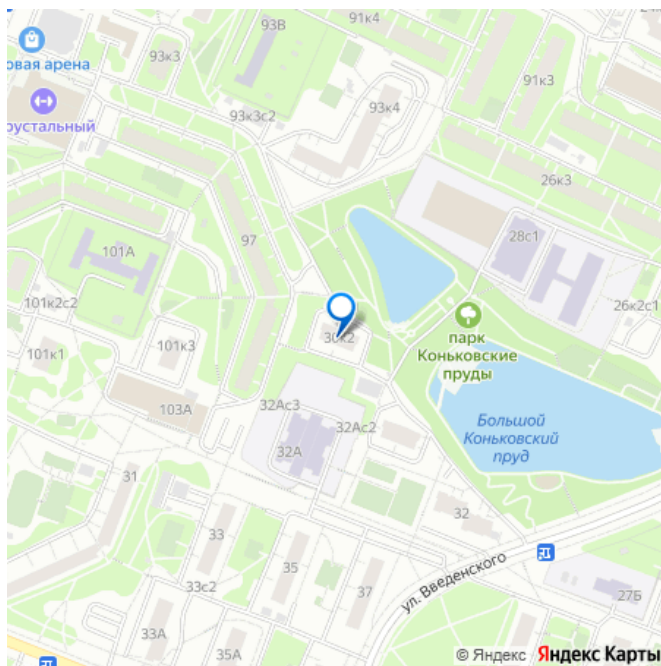 91к4
93В
93к3
овая арена
91к3
рустальный
93к3с2
93к4
26к3
97
28с1
101А
101к2с2
26к2с1
30к2
парк
Коньковские
пруды
101к1
101к3
103А
32Ас3
32Ас2
Большой
Коньковский
пруд
32А
31
32
33
35
ул. Введенского
37
27Б
33с2
33А
35А
© Яндекс Яндекс Карты